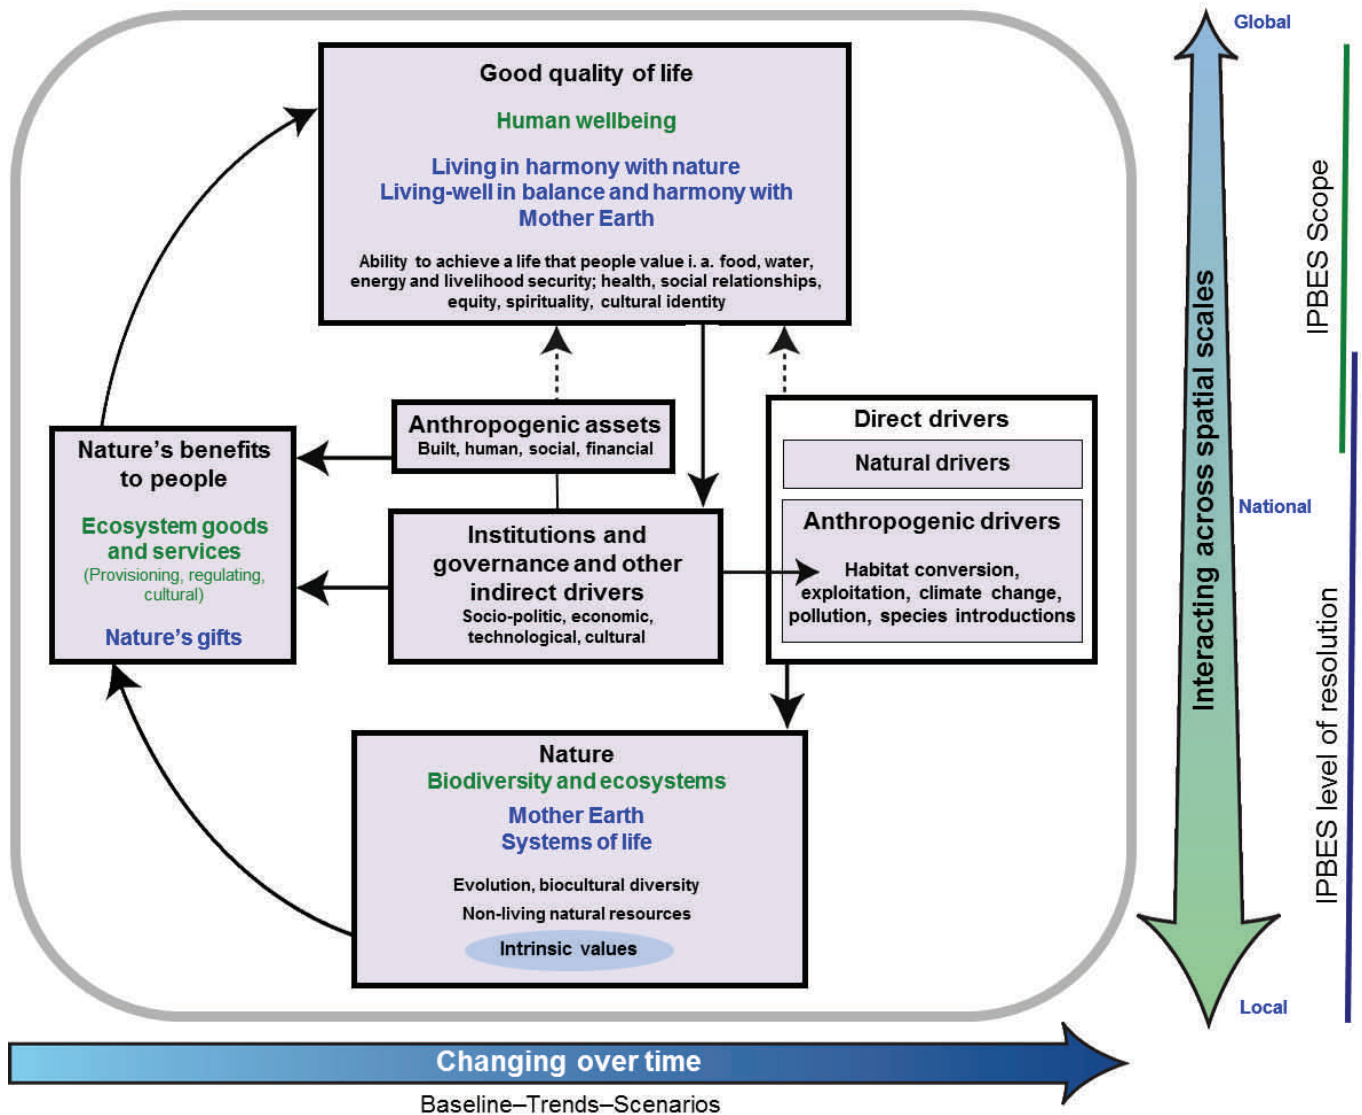 Good quality of life
Human wellbeing
Living in harmony with nature
Living-well in balance and harmony with
Mother Earth
Ability to achieve a life that people value i. a. food, water,
energy and livelihood security; health, social relationships,
equity, spirituality, cultural identity
Anthropogenic assets
Built, human, social, financial
Nature's benefits
to people
Ecosystem goods
and services
(Provisioning, regulating,
cultural)
Nature's gifts
Institutions and
governance and other
indirect drivers
Socio-politic, economic,
technological, cultural
Direct drivers
Natural drivers
Anthropogenic drivers
Habitat conversion,
exploitation, climate change,
pollution, species introductions
Nature
Biodiversity and ecosystems
Mother Earth
Systems of life
Evolution, biocultural diversity
Non-living natural resources
Intrinsic values
Changing over time
Baseline–Trends–Scenarios
Global
National
Local
Interacting across spatial scales
IPBES Scope
IPBES level of resolution